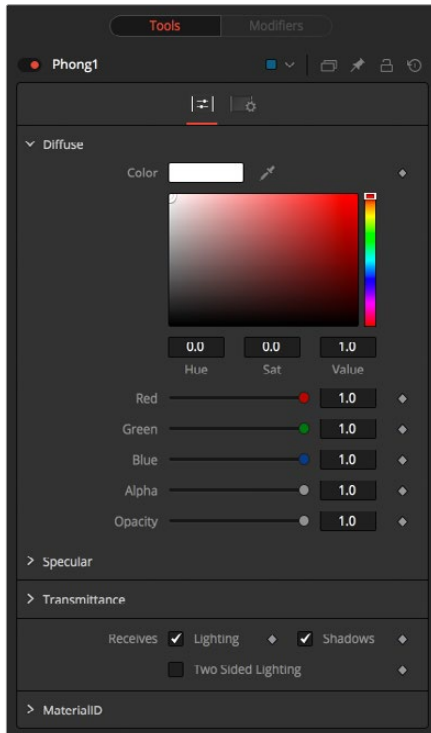 Tools Modifiers
Phong1
Diffuse
Color
0.0 0.0 1.0
Hue Sat Value
Red 1.0
Green 1.0
Blue 1.0
Alpha 1.0
Opacity 1.0
Specular
Transmittance
Receives Lighting Shadows
Two Sided Lighting
MaterialID